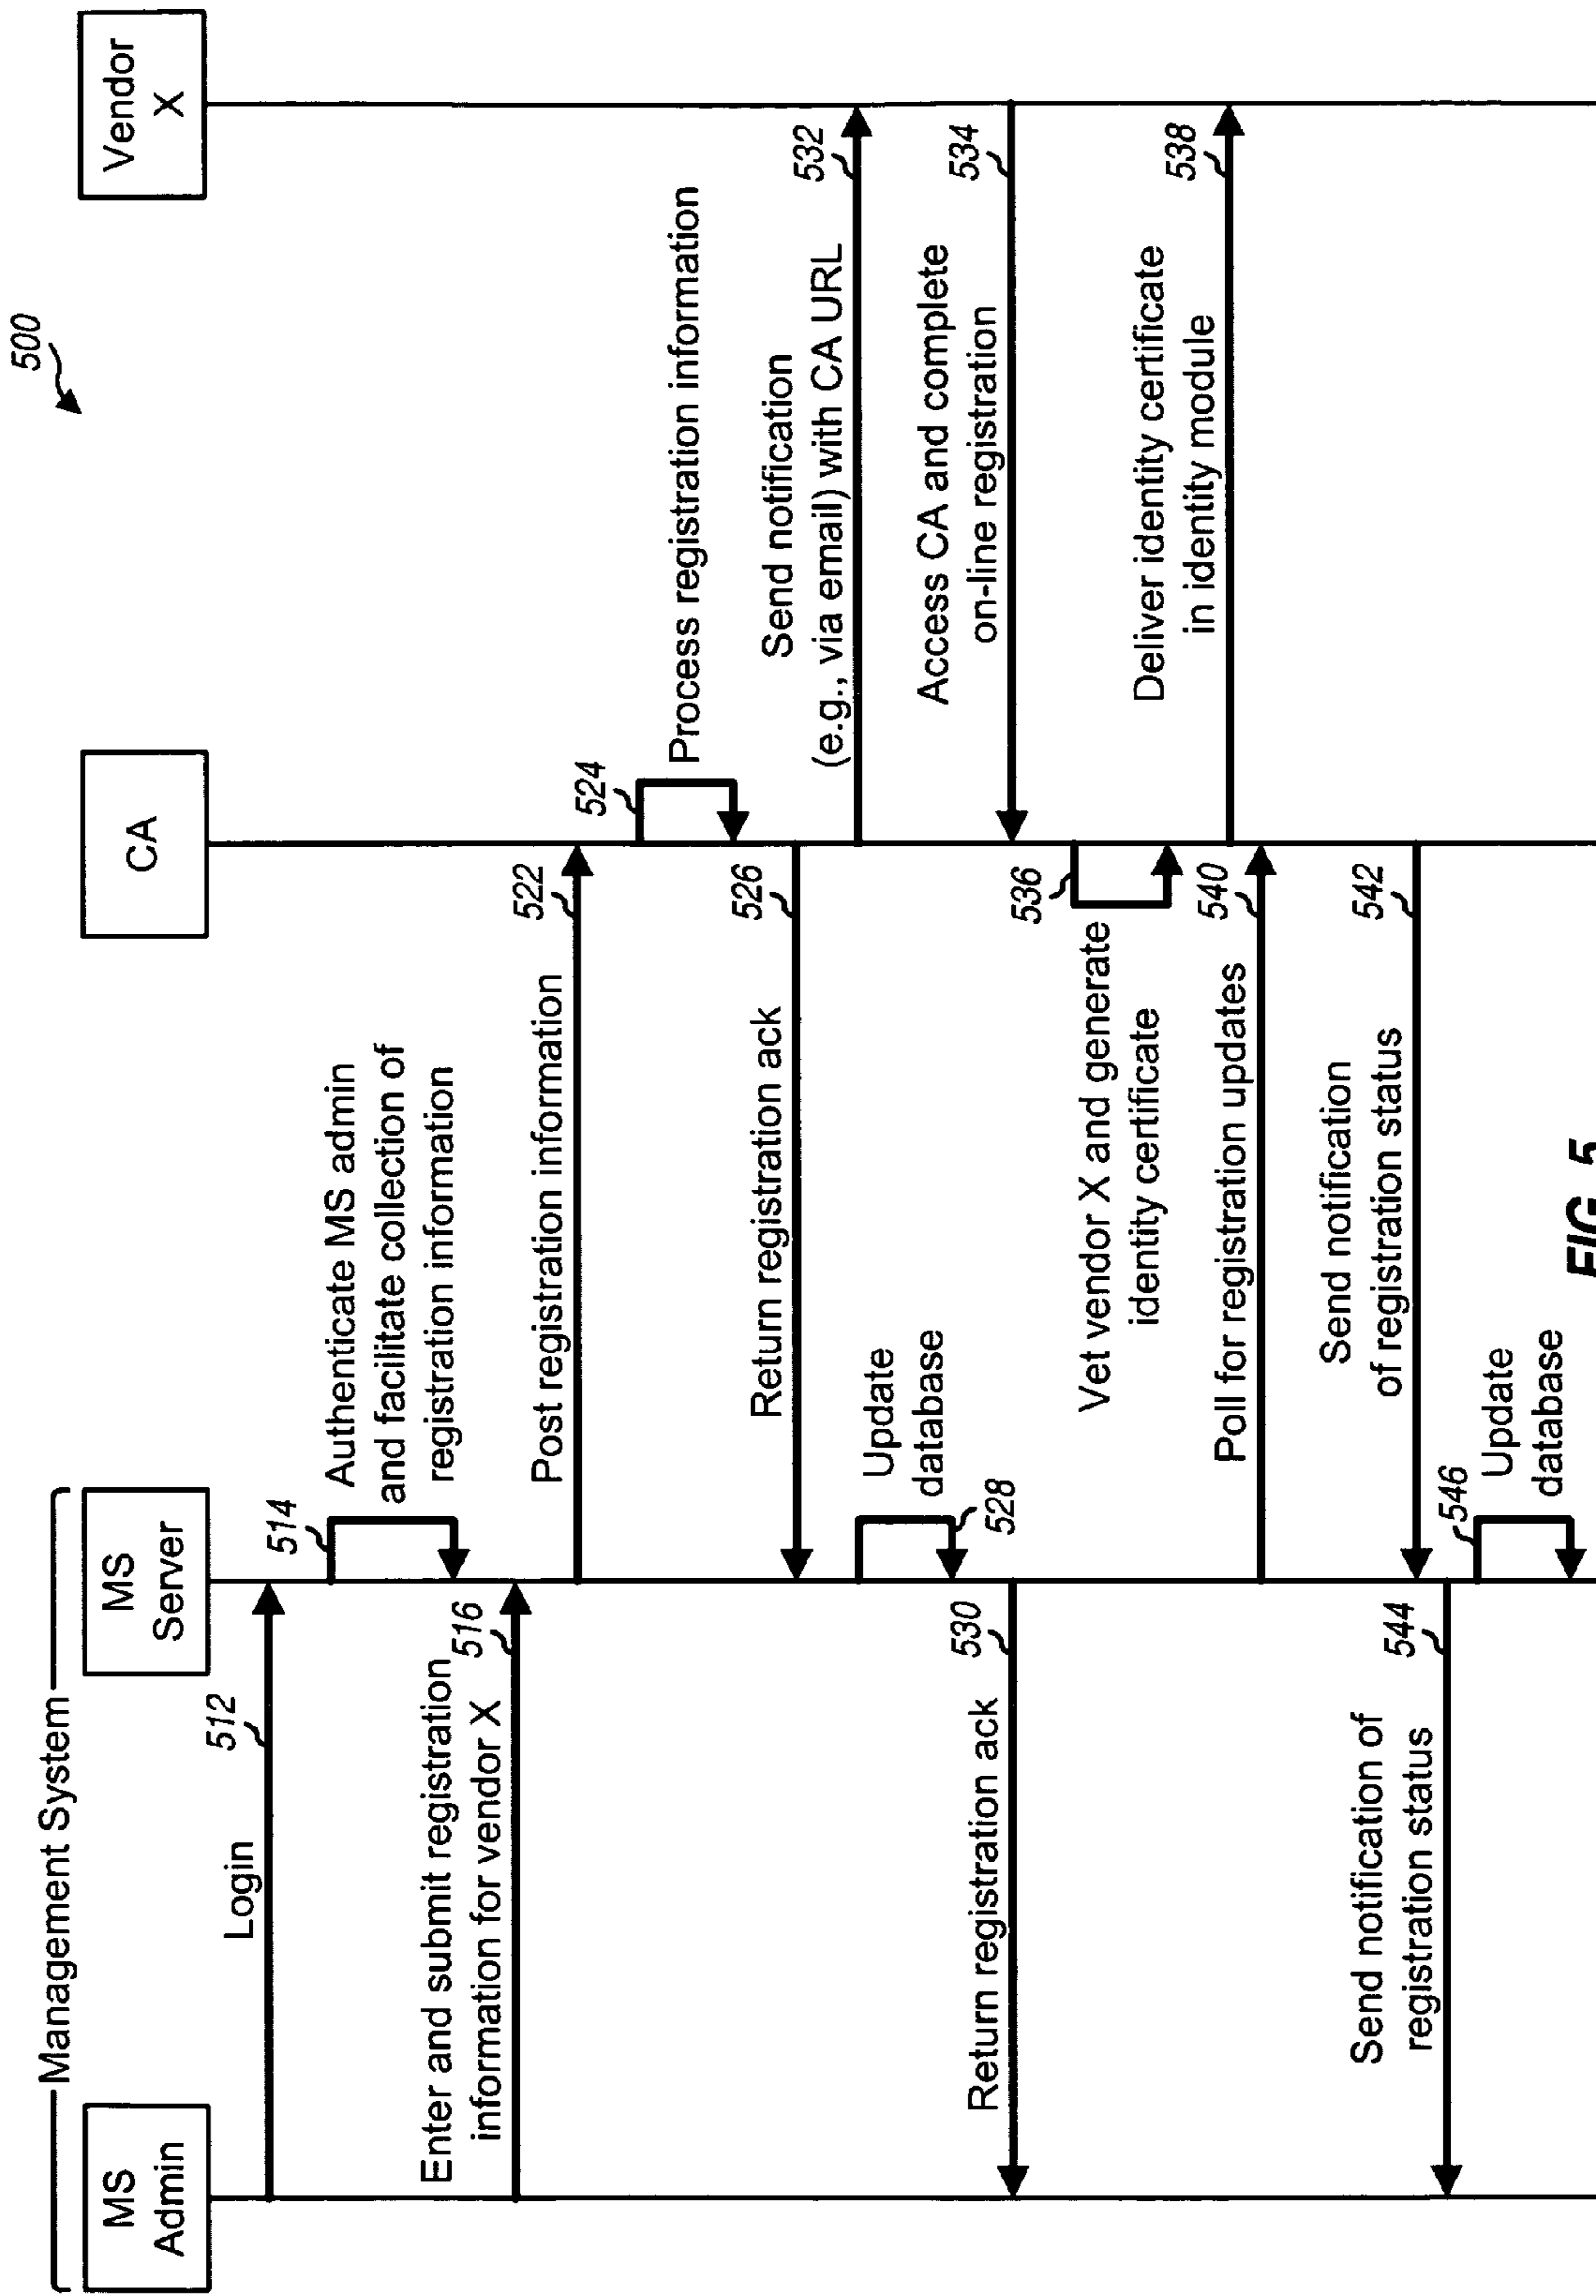 500
Management System
MS
Admin
MS
Server
CA
Vendor
X
Login
512
514
Authenticate MS admin
and facilitate collection of
registration information
Enter and submit registration
information for vendor X
516
Post registration information
522
524
Process registration information
Return registration ack
526
Send notification
(e.g., via email) with CA URL
532
Update
database
528
Return registration ack
530
Access CA and complete
on-line registration
534
536
Vet vendor X and generate
identity certificate
Deliver identity certificate
in identity module
538
Poll for registration updates
540
Send notification
of registration status
542
Send notification of
registration status
544
546
Update
database
FIG. 5